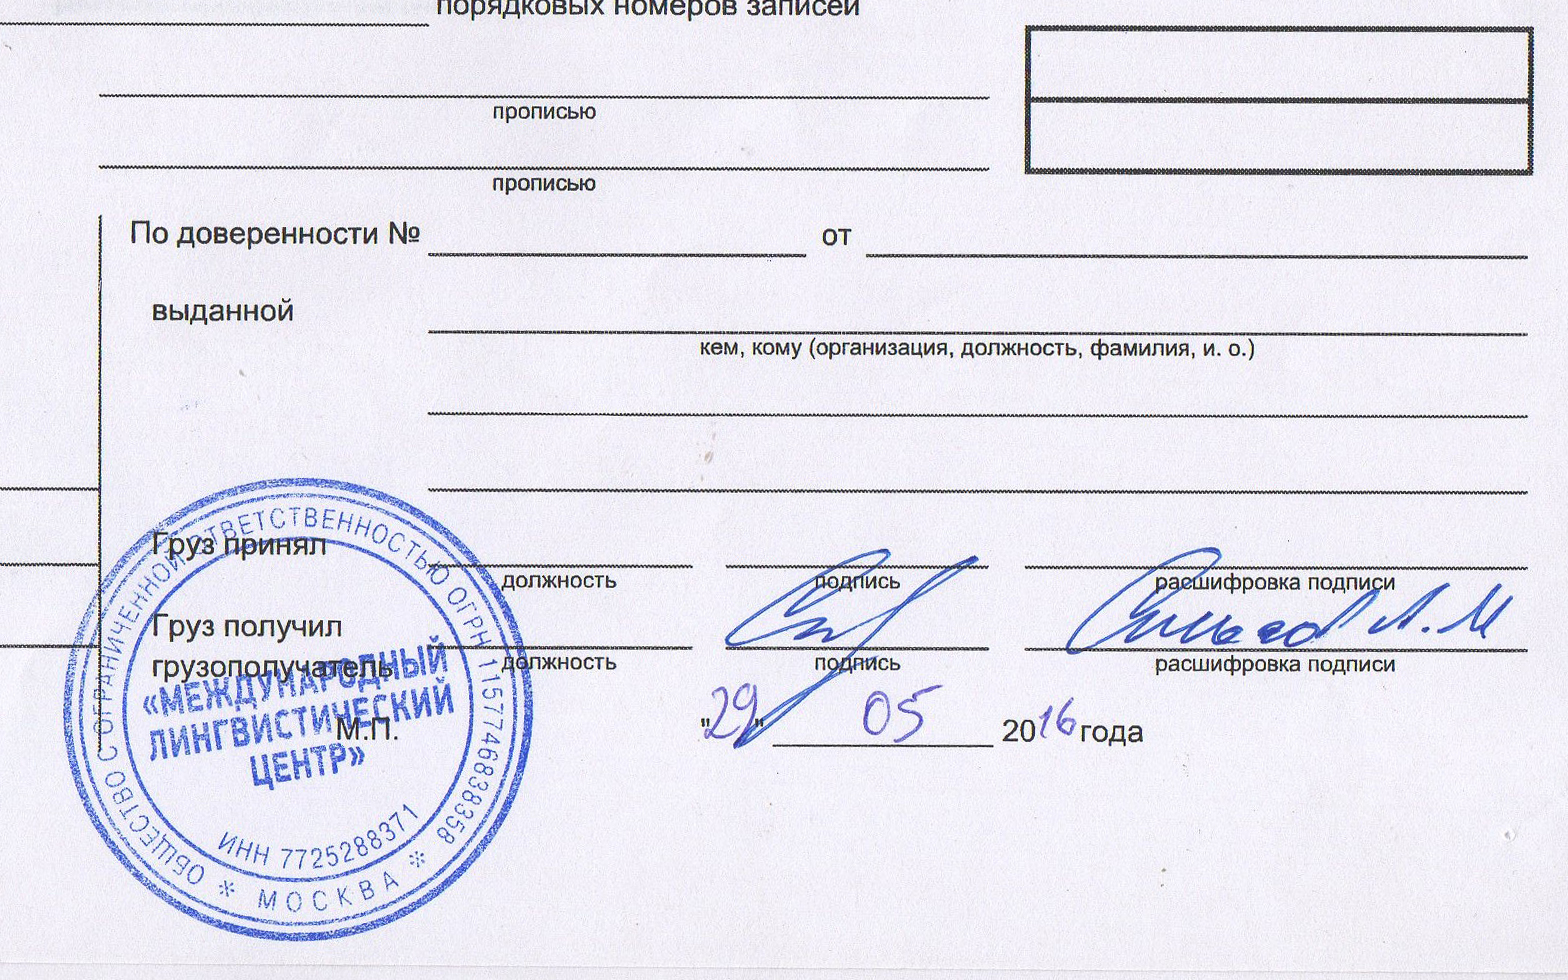 порядковых номеров записей
прописью
прописью
По доверенности № от
выданной
кем, кому (организация, должность, фамилия, и. о.)
Груз принял
должность подпись расшифровка подписи
Груз получил
грузополучатель
должность подпись расшифровка подписи
М.П. "29" 05 2016 года
ОБЩЕСТВО С ОГРАНИЧЕННОЙ ОТВЕТСТВЕННОСТЬЮ ОГРН 1157746838358
«МЕЖДУНАРОДНЫЙ
ЛИНГВИСТИЧЕСКИЙ
ЦЕНТР»
ИНН 7725288371
* МОСКВА *